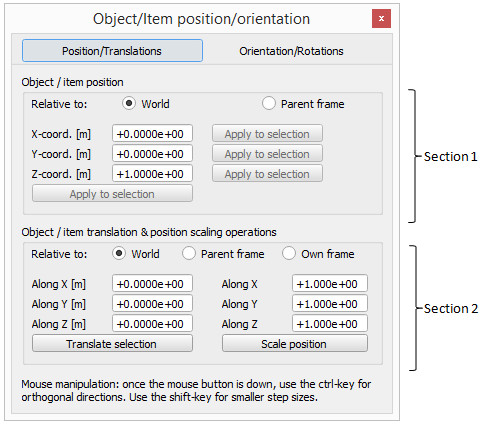 Object/Item position/orientation
x
Position/Translations Orientation/Rotations
Object / item position
Relative to: World Parent frame
X-coord. [m] +0.0000e+00 Apply to selection
Y-coord. [m] +0.0000e+00 Apply to selection
Z-coord. [m] +1.0000e+00 Apply to selection
Apply to selection
Section 1
Object / item translation & position scaling operations
Relative to: World Parent frame Own frame
Along X [m] +0.0000e+00 Along X +1.000e+00
Along Y [m] +0.0000e+00 Along Y +1.000e+00
Along Z [m] +0.0000e+00 Along Z +1.000e+00
Translate selection Scale position
Section 2
Mouse manipulation: once the mouse button is down, use the ctrl-key for
orthogonal directions. Use the shift-key for smaller step sizes.